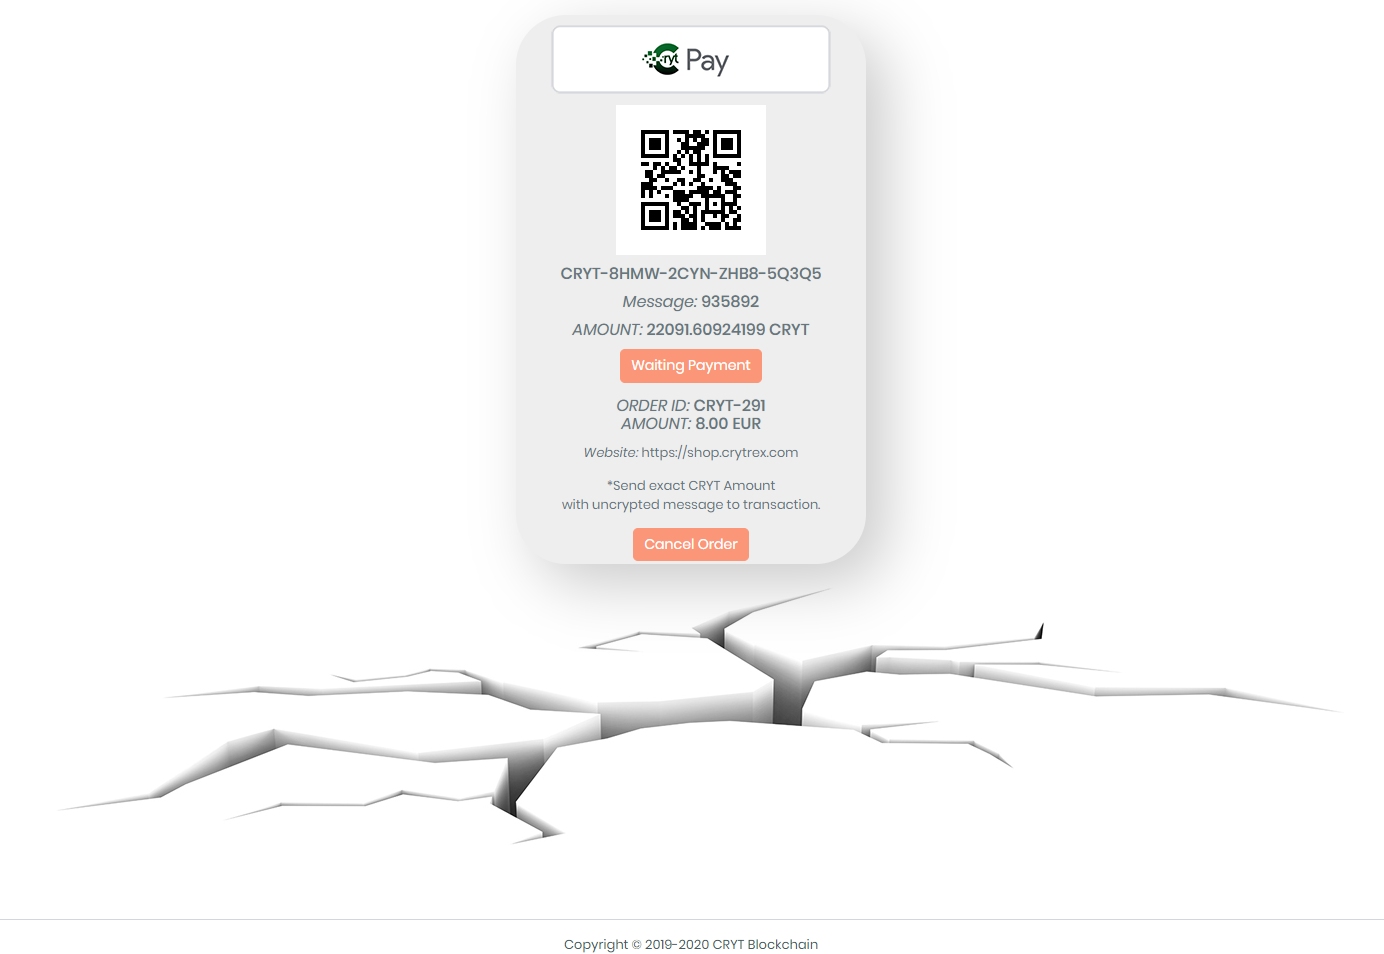 Cryt Pay
CRYT-8HMW-2CYN-ZHB8-5Q3Q5
Message: 935892
AMOUNT: 22091.60924199 CRYT
Waiting Payment
ORDER ID: CRYT-291
AMOUNT: 8.00 EUR
Website: https://shop.crytrex.com
*Send exact CRYT Amount
with uncrypted message to transaction.
Cancel Order
Copyright © 2019-2020 CRYT Blockchain